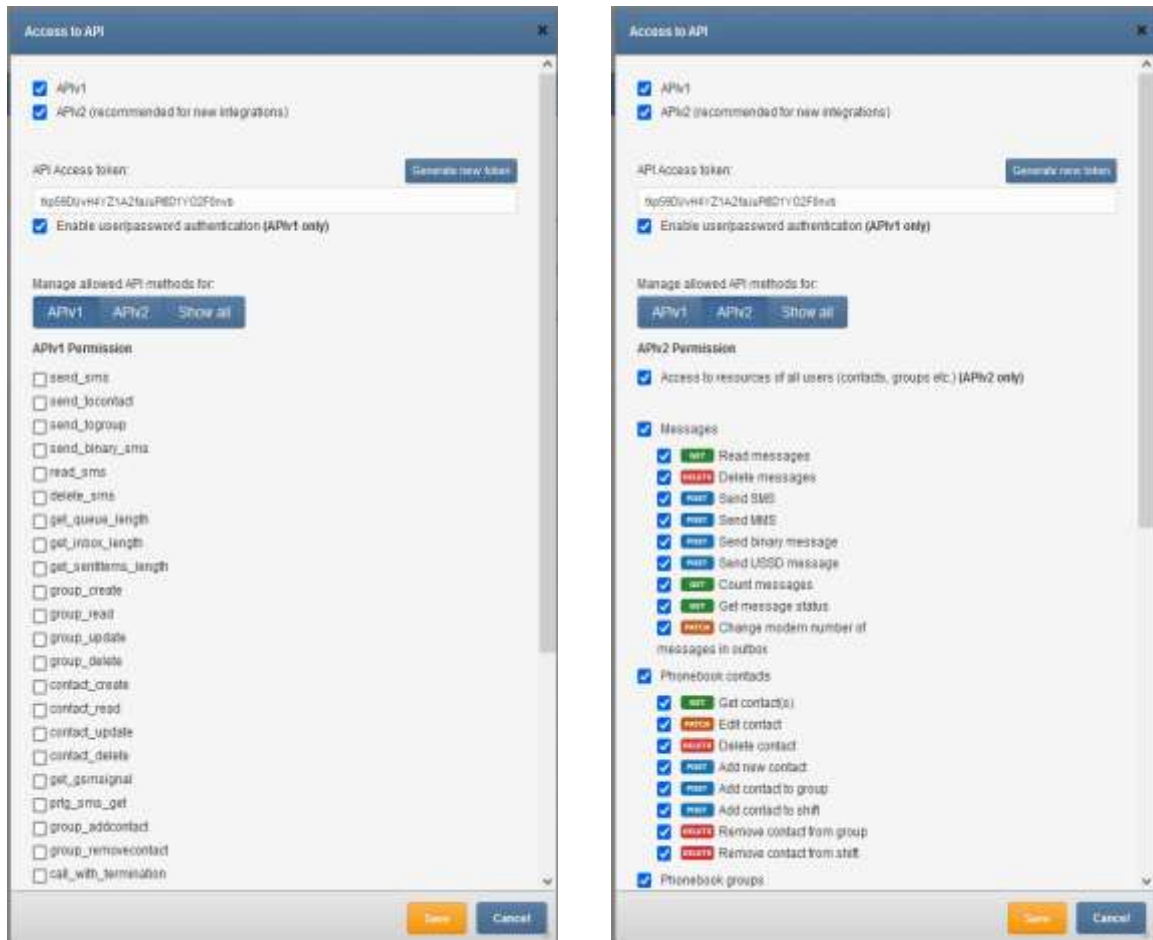 Access to API
APIv1
APIv2 (recommended for new integrations)
API Access token:
Generate new token
Enable user/password authentication (APIv1 only)
Manage allowed API methods for:
APIv1 APIv2 Show all
APIv1 Permission
send_sms
send_tocontact
send_togroup
send_binary_sms
read_sms
delete_sms
get_queue_length
get_inbox_length
get_sentitems_length
group_create
group_read
group_update
group_delete
contact_create
contact_read
contact_update
contact_delete
get_gsmsignal
prtg_sms_get
group_addcontact
group_removecontact
call_with_termination
Save Cancel
Access to API
APIv1
APIv2 (recommended for new integrations)
API Access token:
Generate new token
Enable user/password authentication (APIv1 only)
Manage allowed API methods for:
APIv1 APIv2 Show all
APIv2 Permission
Access to resources of all users (contacts, groups etc.) (APIv2 only)
Messages
GET Read messages
DELETE Delete messages
POST Send SMS
POST Send MMS
POST Send binary message
POST Send USSD message
GET Count messages
GET Get message status
PATCH Change modem number of
messages in outbox
Phonebook contacts
GET Get contact(s)
PATCH Edit contact
DELETE Delete contact
POST Add new contact
POST Add contact to group
POST Add contact to shift
DELETE Remove contact from group
DELETE Remove contact from shift
Phonebook groups
Save Cancel